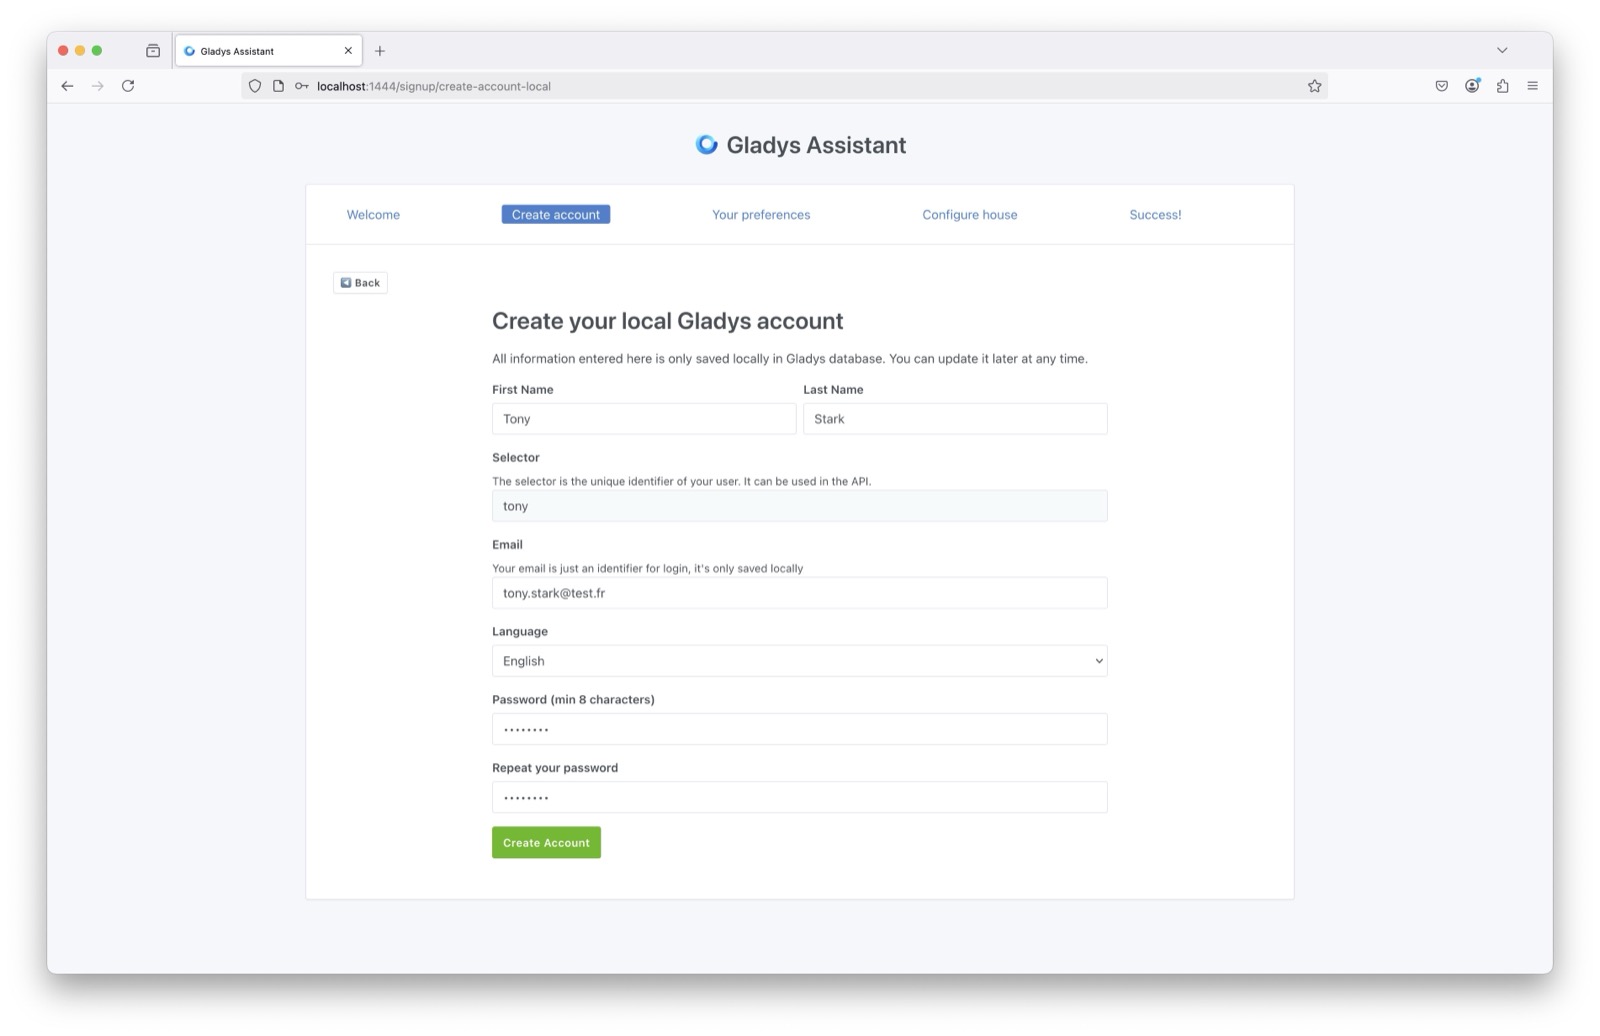 Gladys Assistant
localhost:1444/signup/create-account-local
Gladys Assistant
Welcome Create account Your preferences Configure house Success!
Back
Create your local Gladys account
All information entered here is only saved locally in Gladys database. You can update it later at any time.
First Name Last Name
Tony Stark
Selector
The selector is the unique identifier of your user. It can be used in the API.
tony
Email
Your email is just an identifier for login, it's only saved locally
tony.stark@test.fr
Language
English
Password (min 8 characters)
••••••••
Repeat your password
••••••••
Create Account